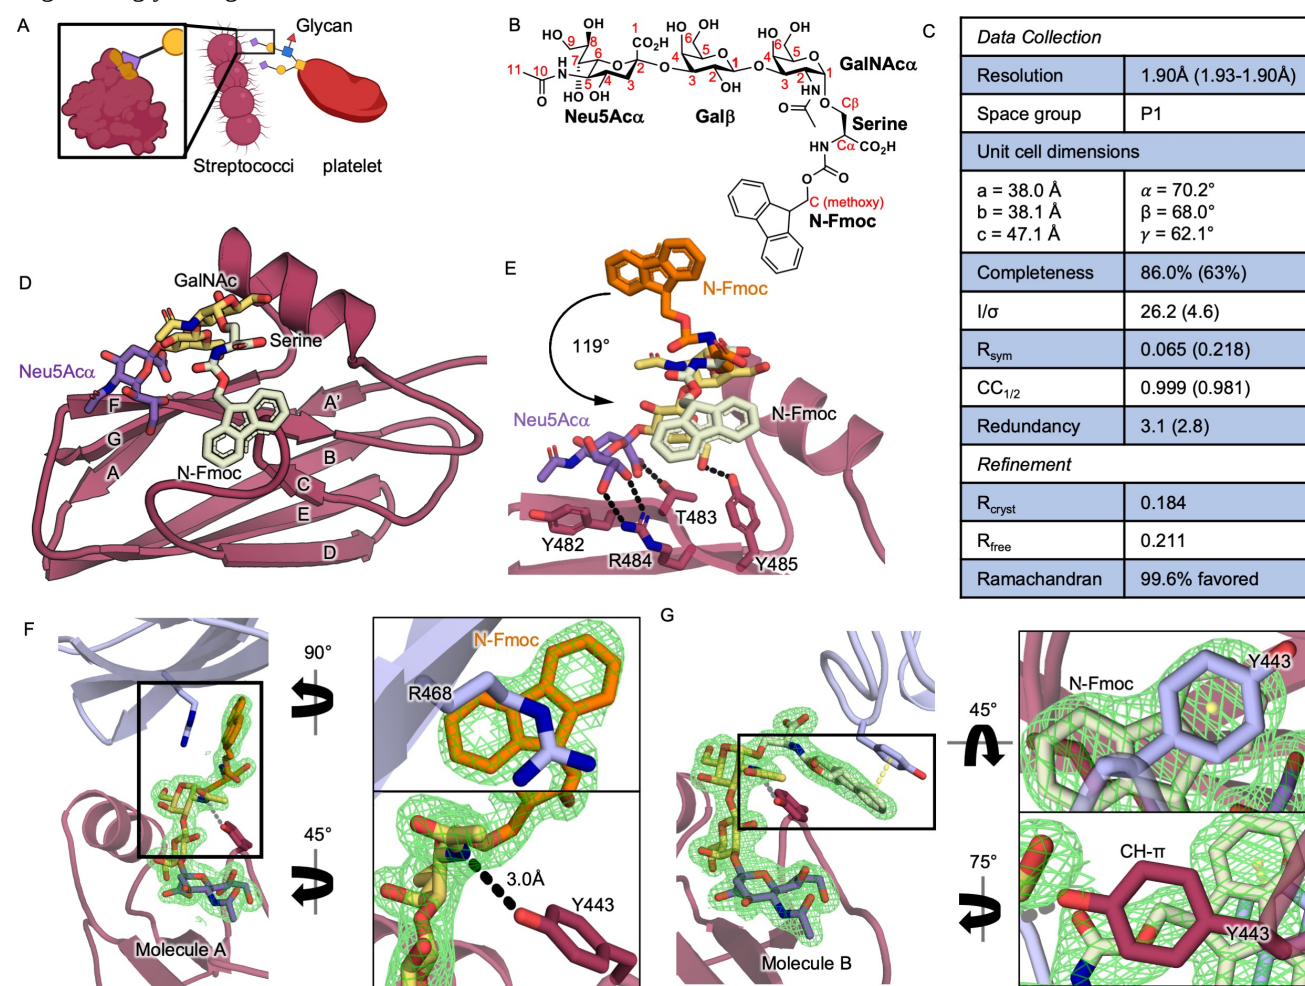 A
Glycan
Streptococci
platelet
B
HO
OH
HO
9
8
1
CO₂H
7
6
2
O
11
10
HN
5
4
3
O
HO
OH
Neu5Acα
HO
OH
6
5
4
O
1
O
3
2
OH
Galβ
HO
OH
6
5
4
O
1
3
2
GalNAcα
HN
O
O
Cβ
Serine
HN
Cα
CO₂H
O
O
C (methoxy)
N-Fmoc
C
Data Collection
Resolution 1.90Å (1.93-1.90Å)
Space group P1
Unit cell dimensions
a = 38.0 Å α = 70.2°
b = 38.1 Å β = 68.0°
c = 47.1 Å γ = 62.1°
Completeness 86.0% (63%)
I/σ 26.2 (4.6)
Rsym 0.065 (0.218)
CC1/2 0.999 (0.981)
Redundancy 3.1 (2.8)
Refinement
Rcryst 0.184
Rfree 0.211
Ramachandran 99.6% favored
D
GalNAc
Serine
Neu5Acα
F
A'
G
N-Fmoc
B
A
C
E
D
E
N-Fmoc
119°
N-Fmoc
Neu5Acα
T483
Y482
R484
Y485
F
90°
45°
Molecule A
N-Fmoc
R468
3.0Å
Y443
G
45°
75°
Molecule B
N-Fmoc
Y443
CH-π
Y443